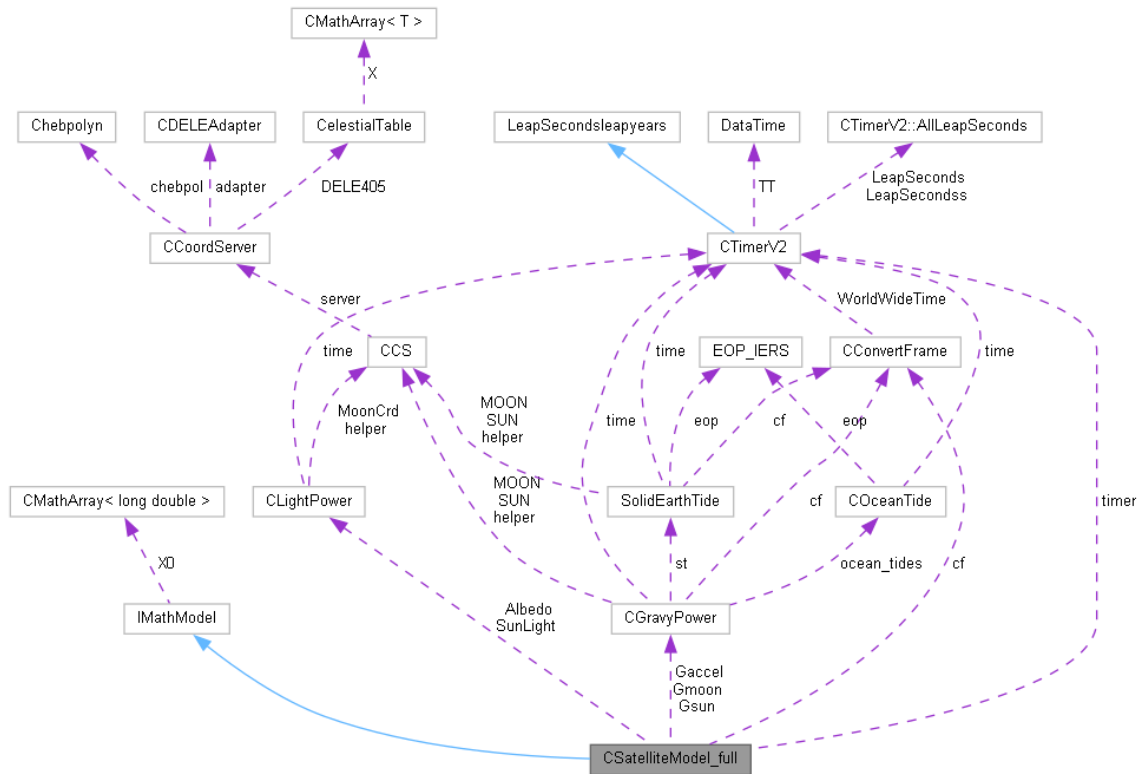 CMathArray< T >
X
Chebpolyn
CDELEAdapter
CelestialTable
LeapSecondsleapyears
DataTime
CTimerV2::AllLeapSeconds
chebpol
adapter
DELE405
TT
LeapSeconds
LeapSecondss
CCoordServer
CTimerV2
server
WorldWideTime
time
CCS
time
EOP_IERS
CConvertFrame
time
MoonCrd
helper
MOON
SUN
helper
time
eop
cf
eop
CMathArray< long double >
CLightPower
MOON
SUN
helper
SolidEarthTide
cf
COceanTide
timer
X0
st
ocean_tides
cf
IMathModel
Albedo
SunLight
CGravyPower
Gaccel
Gmoon
Gsun
CSatelliteModel_full